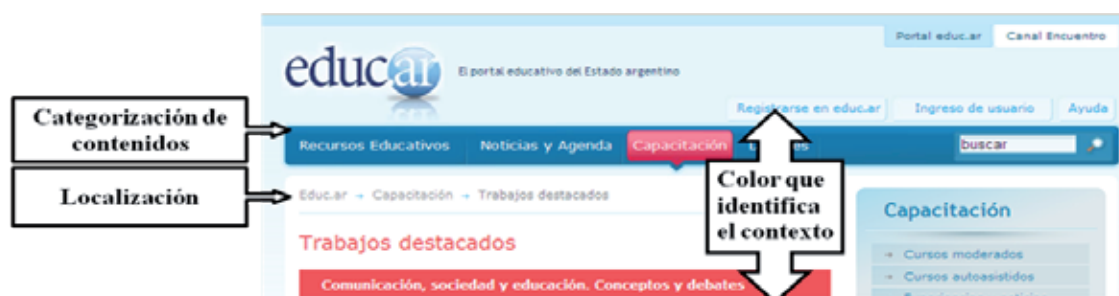 Portal educ.ar Canal Encuentro
educar
El portal educativo del Estado argentino
Registrarse en educ.ar Ingreso de usuario Ayuda
Categorización de
contenidos
Recursos Educativos Noticias y Agenda Capacitación buscar
Localización
Educ.ar → Capacitación → Trabajos destacados
Color que
identifica
el contexto
Capacitación
Trabajos destacados
→ Cursos moderados
Comunicación, sociedad y educación. Conceptos y debates
→ Cursos autoasistidos